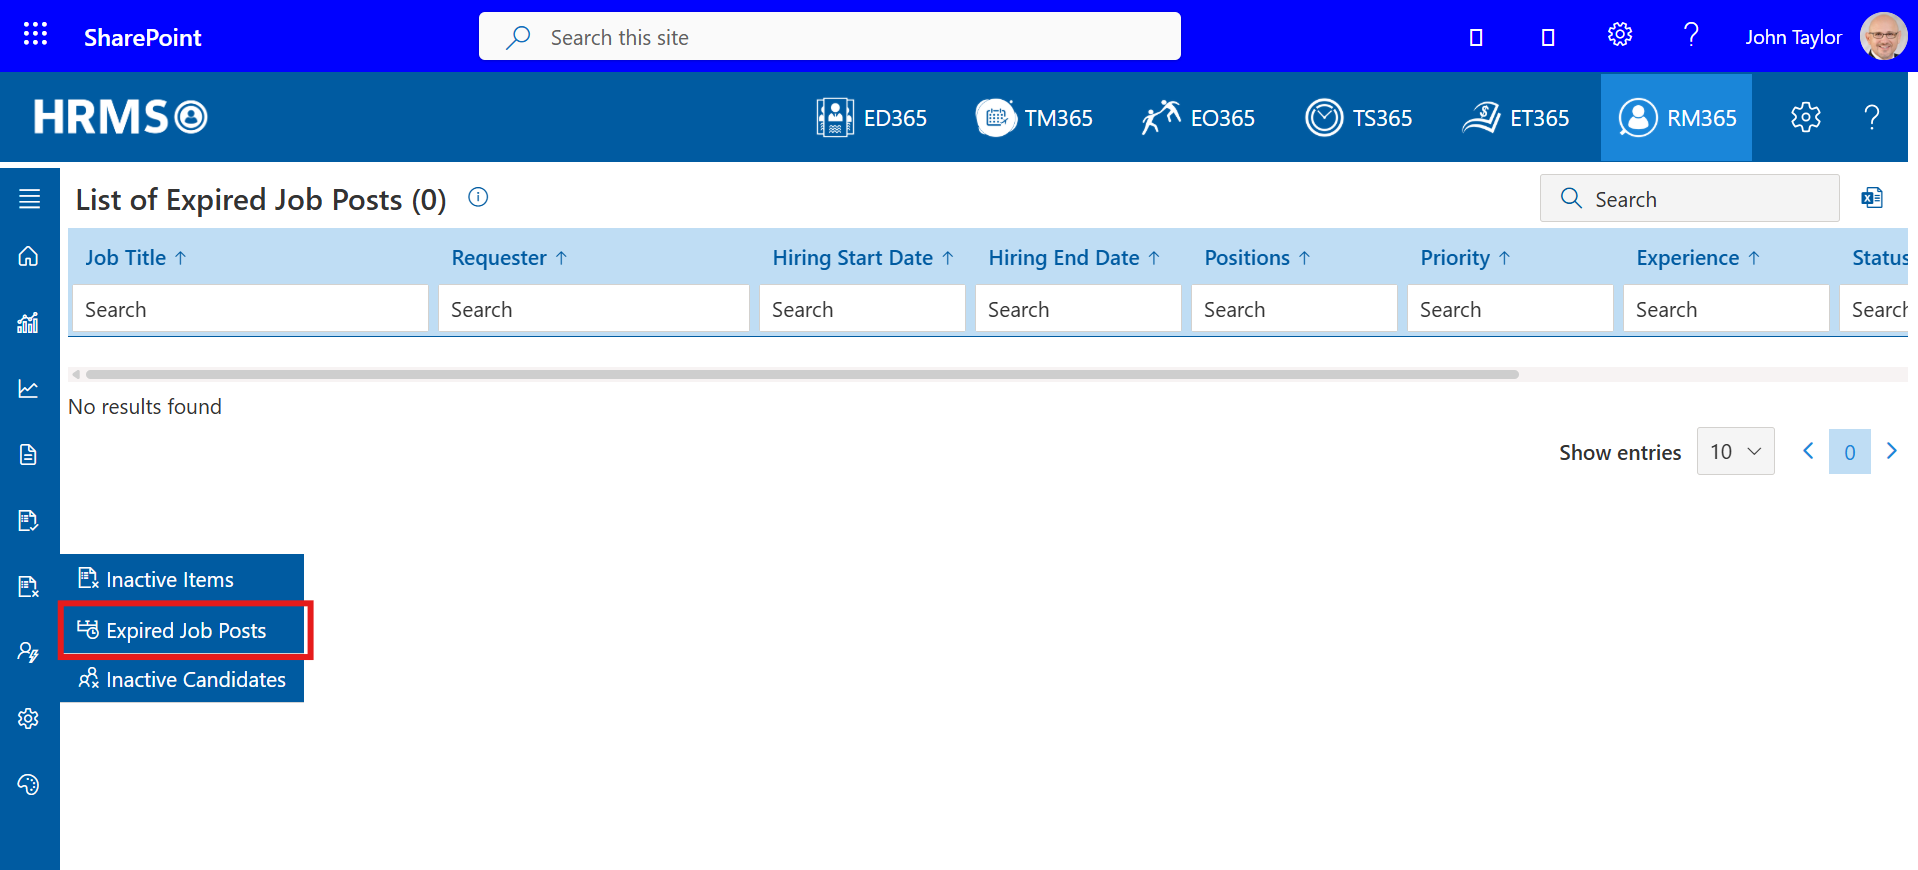 SharePoint
Search this site
John Taylor
HRMS
ED365
TM365
EO365
TS365
ET365
RM365
List of Expired Job Posts (0)
Search
Job Title ↑ Requester ↑ Hiring Start Date ↑ Hiring End Date ↑ Positions ↑ Priority ↑ Experience ↑ Status
Search Search Search Search Search Search Search Search
No results found
Show entries 10 0
Inactive Items
Expired Job Posts
Inactive Candidates